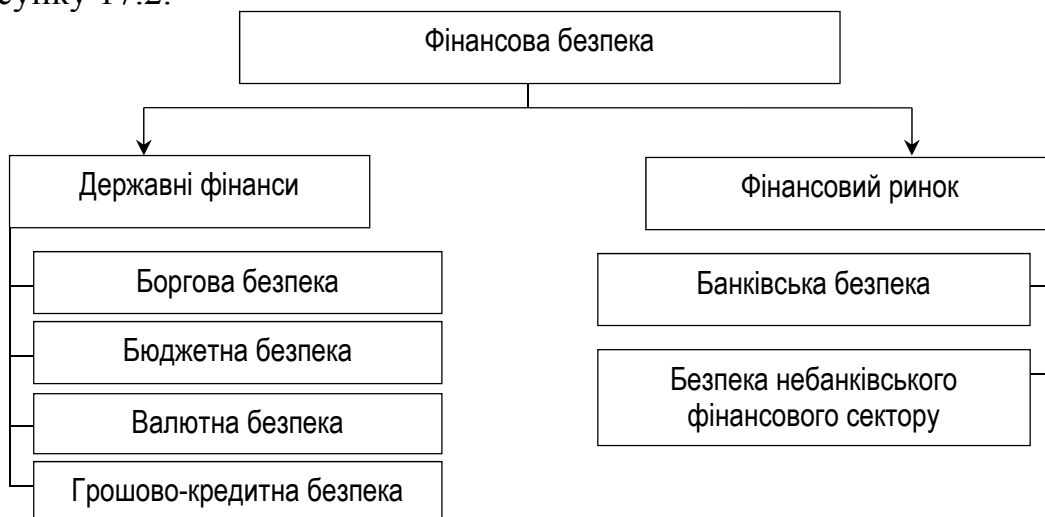 17.2.
Фінансова безпека
Державні фінанси
Фінансовий ринок
Боргова безпека
Бюджетна безпека
Валютна безпека
Грошово-кредитна безпека
Банківська безпека
Безпека небанківського
фінансового сектору